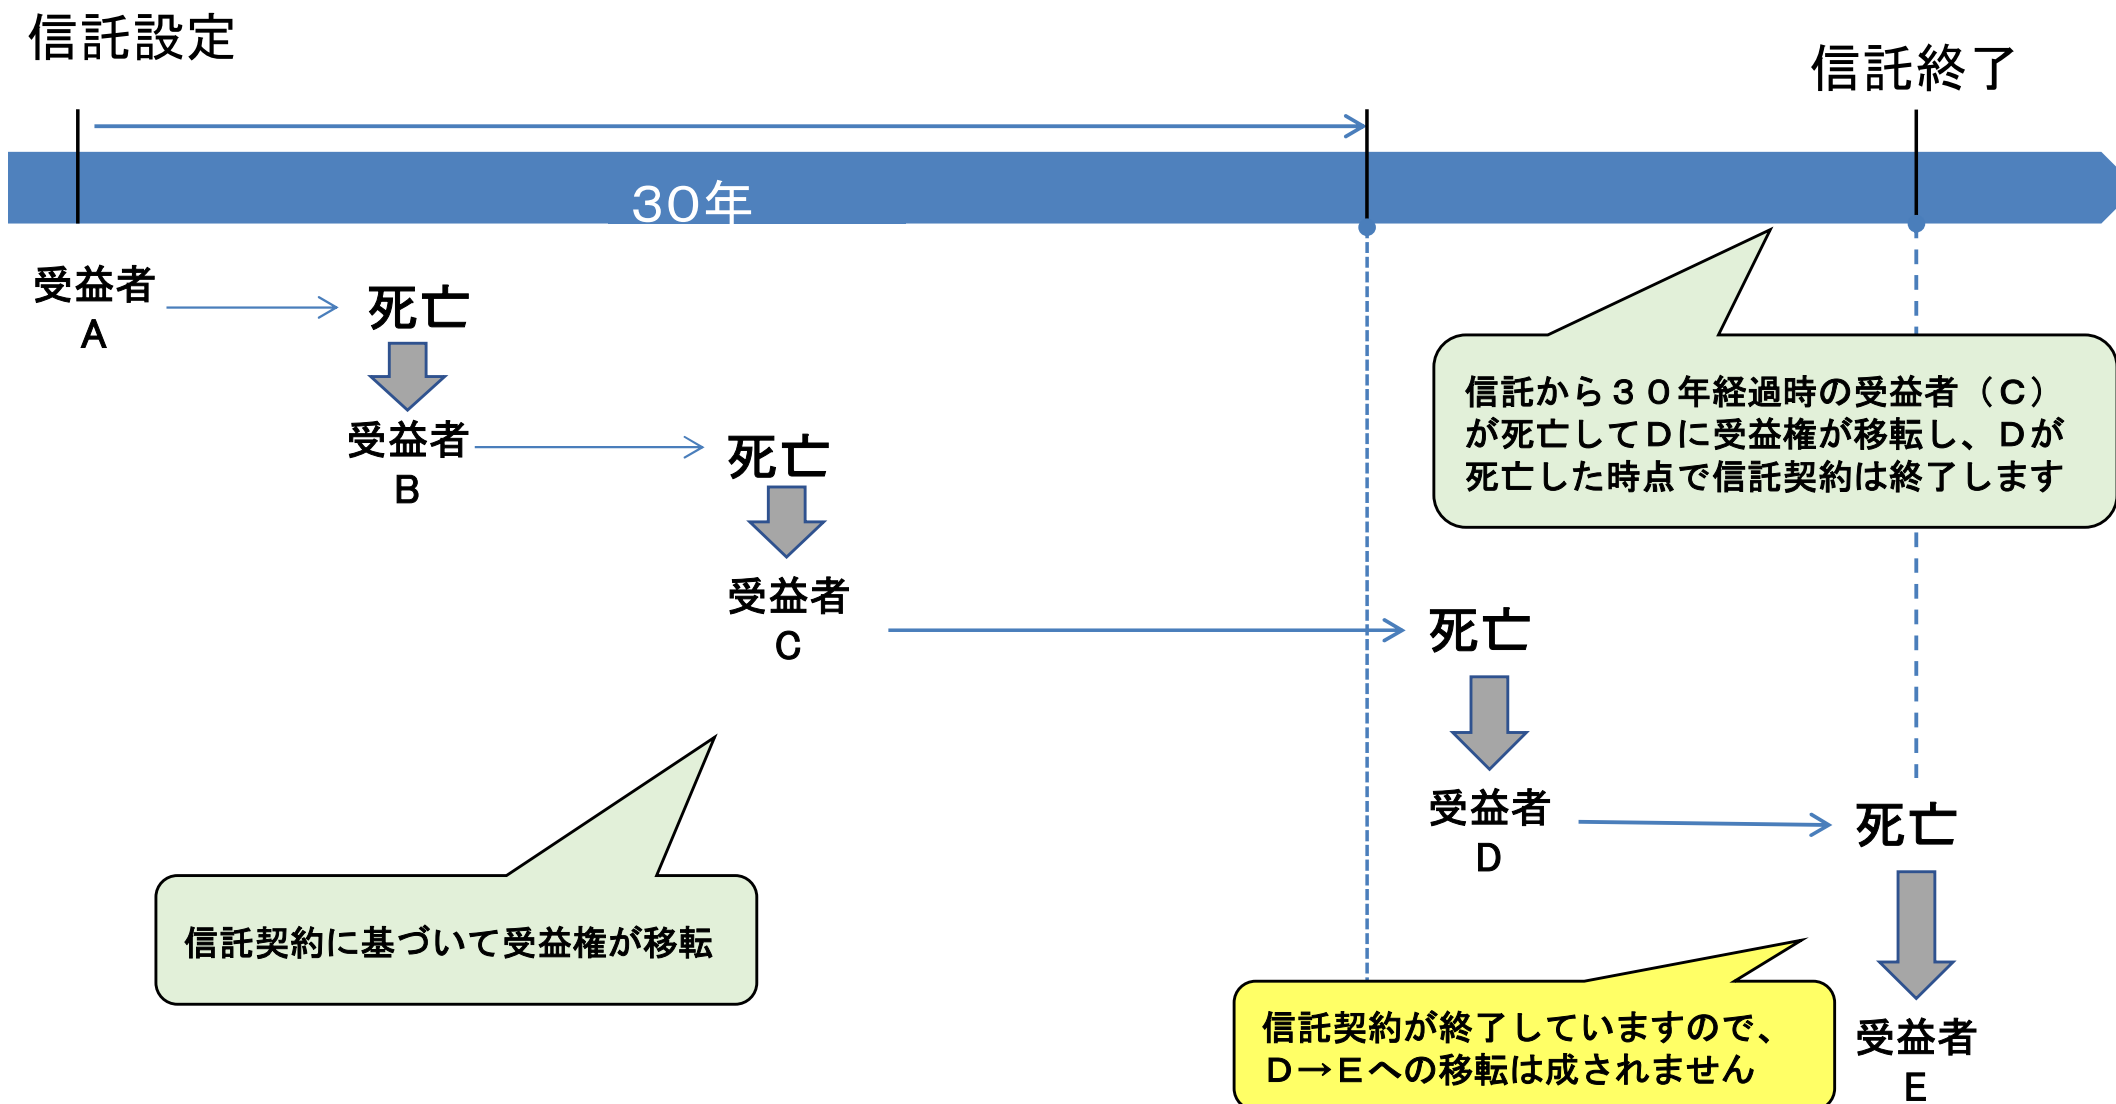 信託設定
信託終了
３０年
受益者
A
死亡
受益者
B
死亡
受益者
C
信託から３０年経過時の受益者（C）
が死亡してDに受益権が移転し、Dが
死亡した時点で信託契約は終了します
死亡
受益者
D
死亡
信託契約に基づいて受益権が移転
信託契約が終了していますので、
D→Eへの移転は成されません
受益者
E